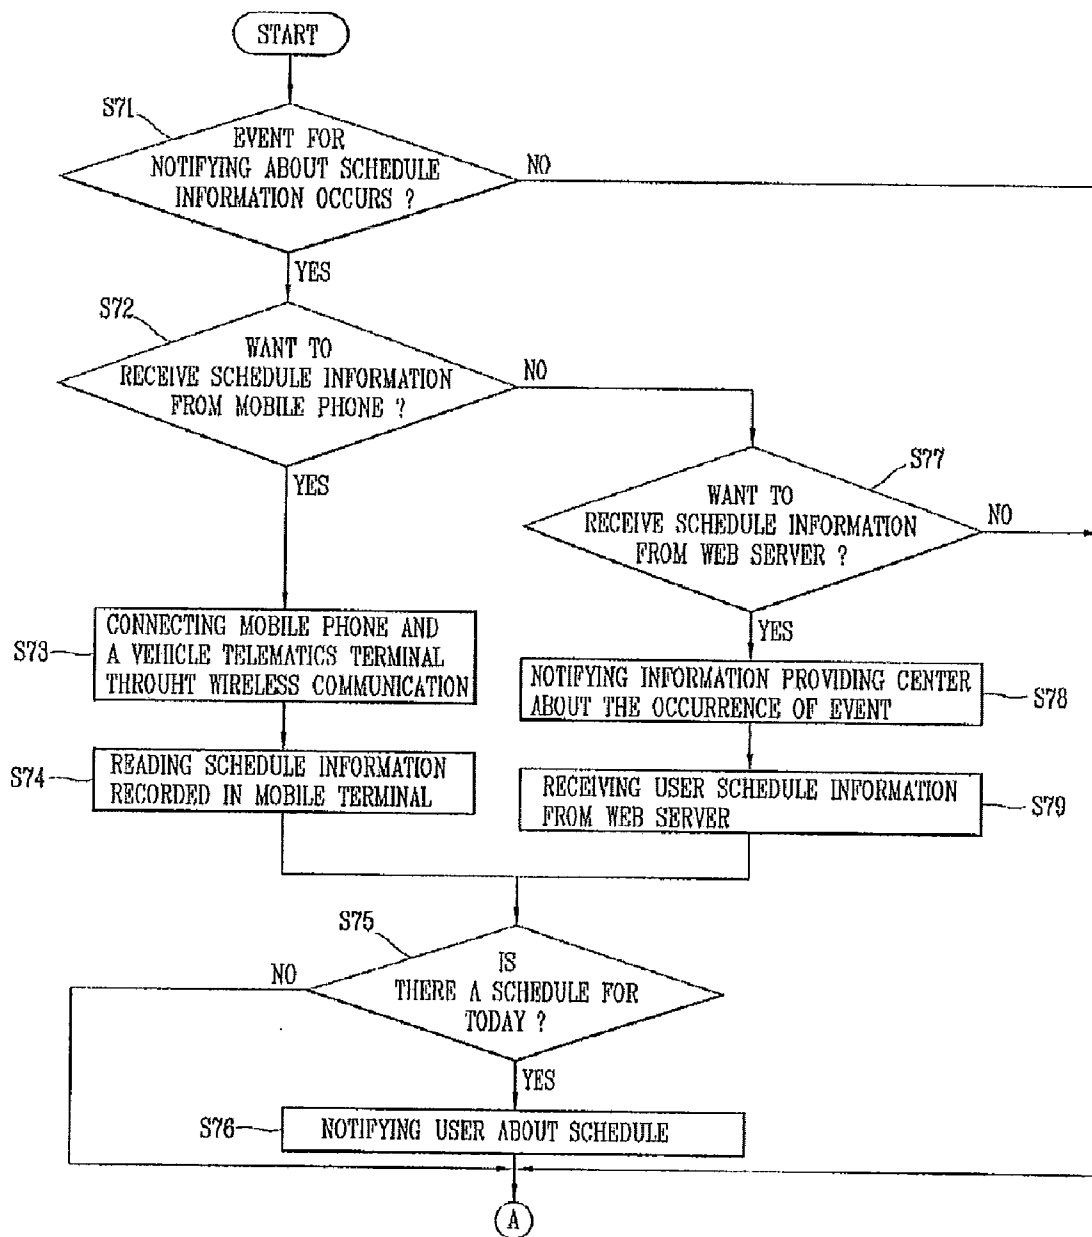 START
S71
EVENT FOR
NOTIFYING ABOUT SCHEDULE
INFORMATION OCCURS ?
NO
YES
S72
WANT TO
RECEIVE SCHEDULE INFORMATION
FROM MOBILE PHONE ?
NO
YES
S77
WANT TO
RECEIVE SCHEDULE INFORMATION
FROM WEB SERVER ?
NO
YES
S73
CONNECTING MOBILE PHONE AND
A VEHICLE TELEMATICS TERMINAL
THROUHT WIRELESS COMMUNICATION
NOTIFYING INFORMATION PROVIDING CENTER
ABOUT THE OCCURRENCE OF EVENT
S78
S74
READING SCHEDULE INFORMATION
RECORDED IN MOBILE TERMINAL
RECEIVING USER SCHEDULE INFORMATION
FROM WEB SERVER
S79
S75
IS
THERE A SCHEDULE FOR
TODAY ?
NO
YES
S76
NOTIFYING USER ABOUT SCHEDULE
A